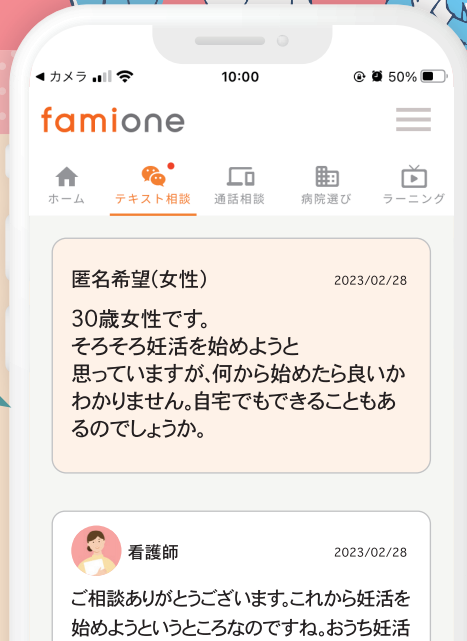 カメラ
10:00
50%
famione
ホーム
テキスト相談
通話相談
病院選び
ラーニング
匿名希望(女性)
2023/02/28
30歳女性です。
そろそろ妊活を始めようと
思っていますが、何から始めたら良いか
わかりません。自宅でもできることもあ
るのでしょうか。
看護師
2023/02/28
ご相談ありがとうございます。これから妊活を
始めようというところなのですね。おうち妊活